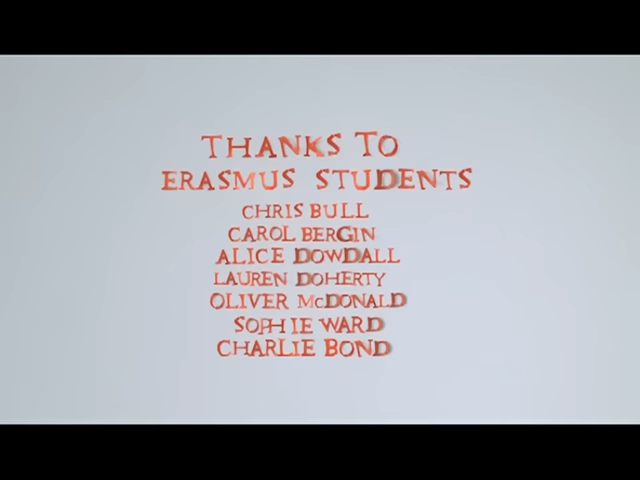 THANKS TO
ERASMUS STUDENTS
CHRIS BULL
CAROL BERGIN
ALICE DOWDALL
LAUREN DOHERTY
OLIVER McDONALD
SOPHIE WARD
CHARLIE BOND